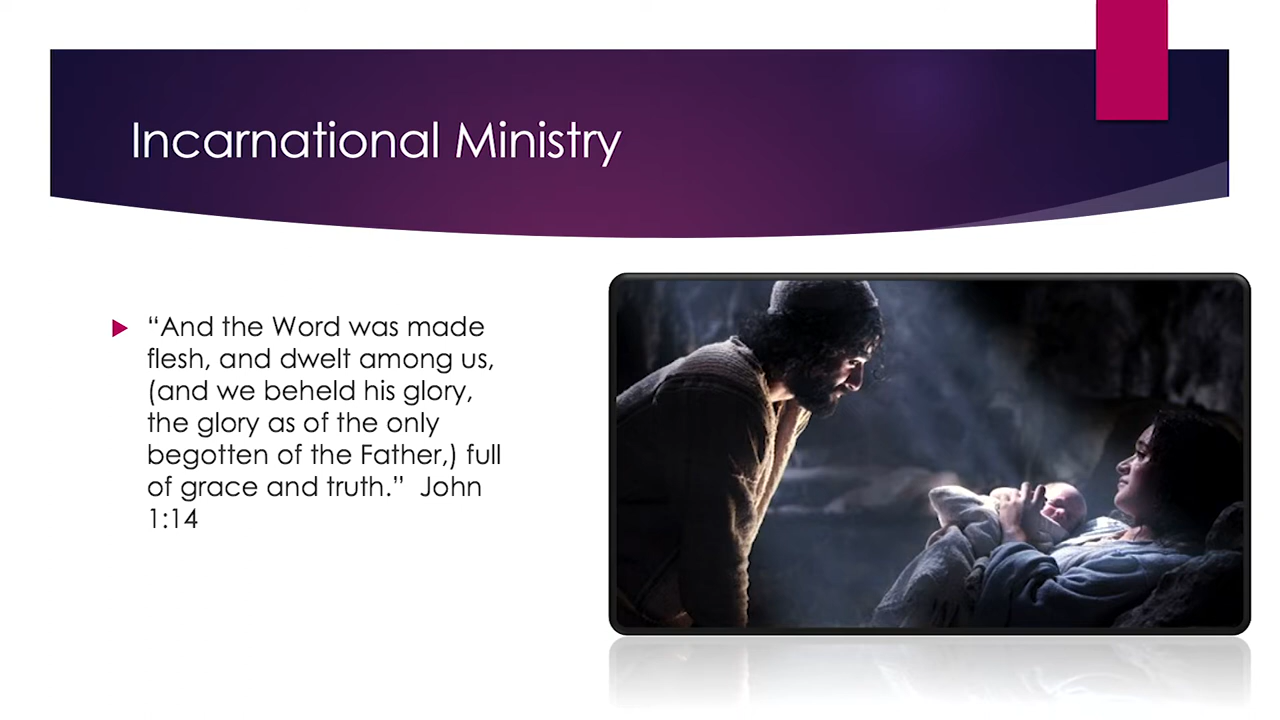 Incarnational Ministry
“And the Word was made
flesh, and dwelt among us,
(and we beheld his glory,
the glory as of the only
begotten of the Father,) full
of grace and truth.”  John
1:14